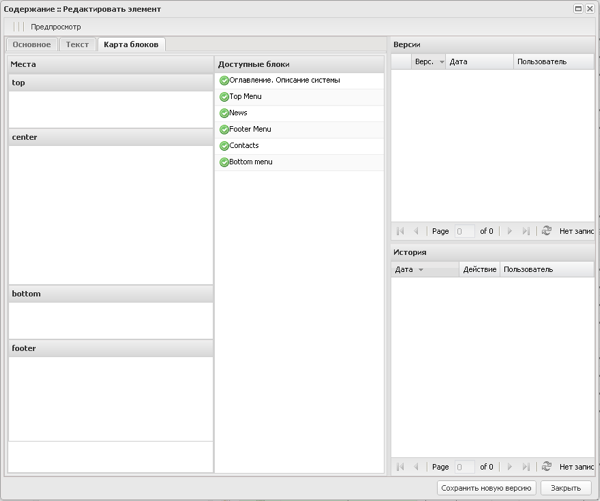 Содержание :: Редактировать элемент
Предпросмотр
Основное Текст Карта блоков
Места
top
center
bottom
footer
Доступные блоки
Оглавление. Описание системы
Top Menu
News
Footer Menu
Contacts
Bottom menu
Версии
Верс. Дата Пользователь
Page 0 of 0 Нет запис
История
Дата Действие Пользователь
Page 0 of 0 Нет запис
Сохранить новую версию Закрыть